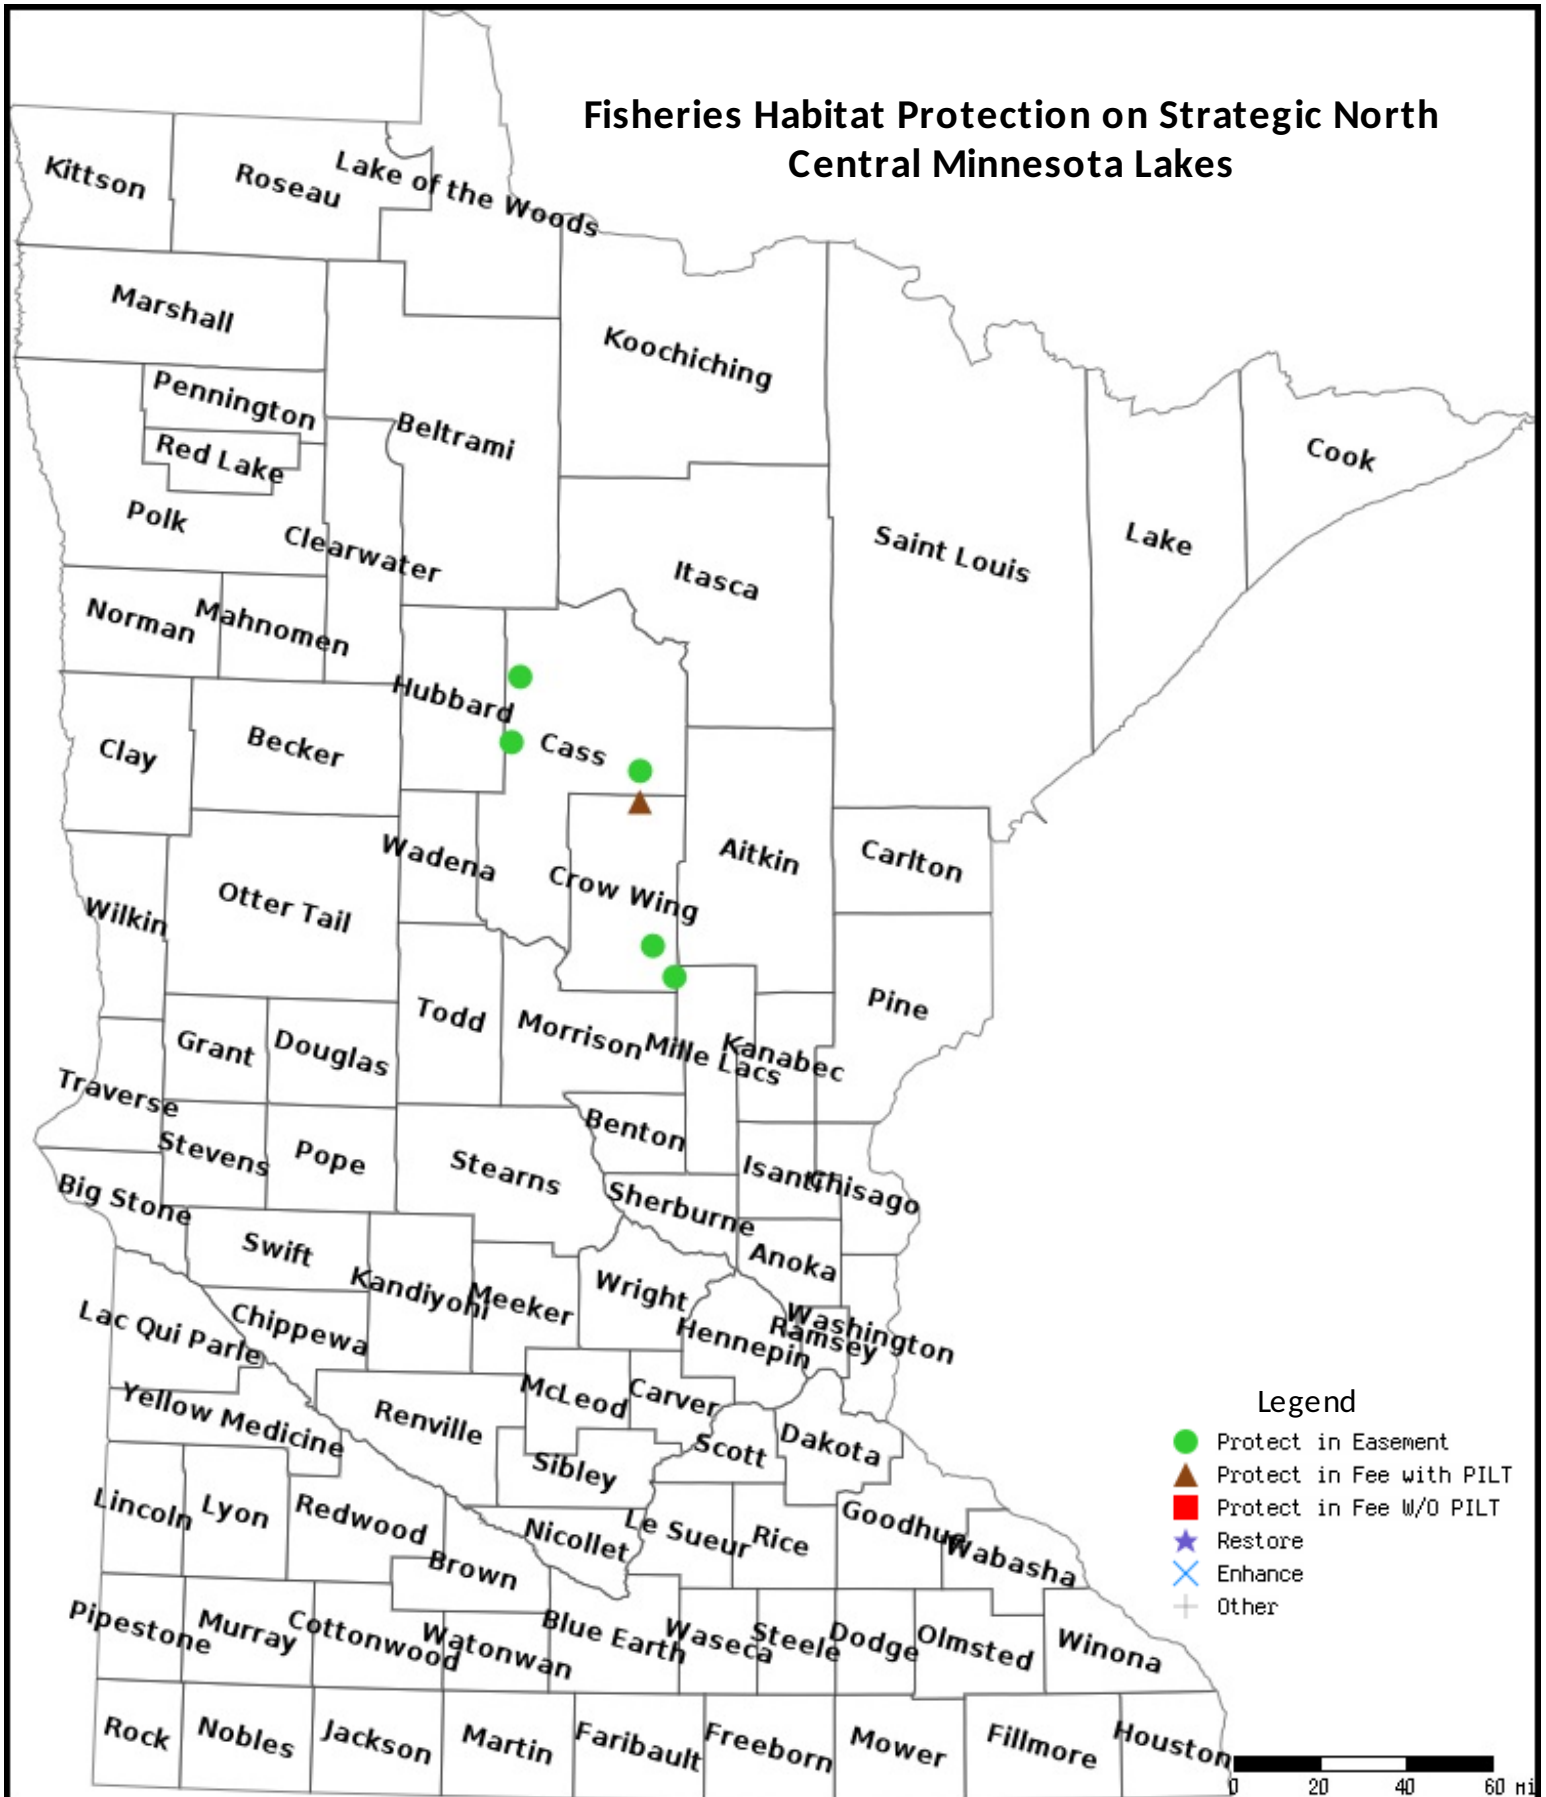 Fisheries Habitat Protection on Strategic North
Central Minnesota Lakes
Kittson
Roseau
Lake of the Woods
Marshall
Koochiching
Pennington
Beltrami
Red Lake
Cook
Polk
Clearwater
Saint Louis
Lake
Itasca
Norman
Mahnomen
Hubbard
Clay
Becker
Cass
Wadena
Aitkin
Carlton
Crow Wing
Otter Tail
Wilkin
Pine
Todd
Morrison
Mille Lacs
Kanabec
Grant
Douglas
Traverse
Benton
Stevens
Pope
Stearns
Isanti
Chisago
Big Stone
Sherburne
Swift
Anoka
Kandiyohi
Meeker
Wright
Lac Qui Parle
Chippewa
Hennepin
Ramsey
Washington
McLeod
Carver
Yellow Medicine
Renville
Scott
Dakota
Sibley
Lincoln
Lyon
Redwood
Nicollet
Le Sueur
Rice
Goodhue
Wabasha
Brown
Pipestone
Murray
Cottonwood
Watonwan
Blue Earth
Waseca
Steele
Dodge
Olmsted
Winona
Rock
Nobles
Jackson
Martin
Faribault
Freeborn
Mower
Fillmore
Houston
Legend
Protect in Easement
Protect in Fee with PILT
Protect in Fee W/O PILT
Restore
Enhance
Other
0 20 40 60 mi